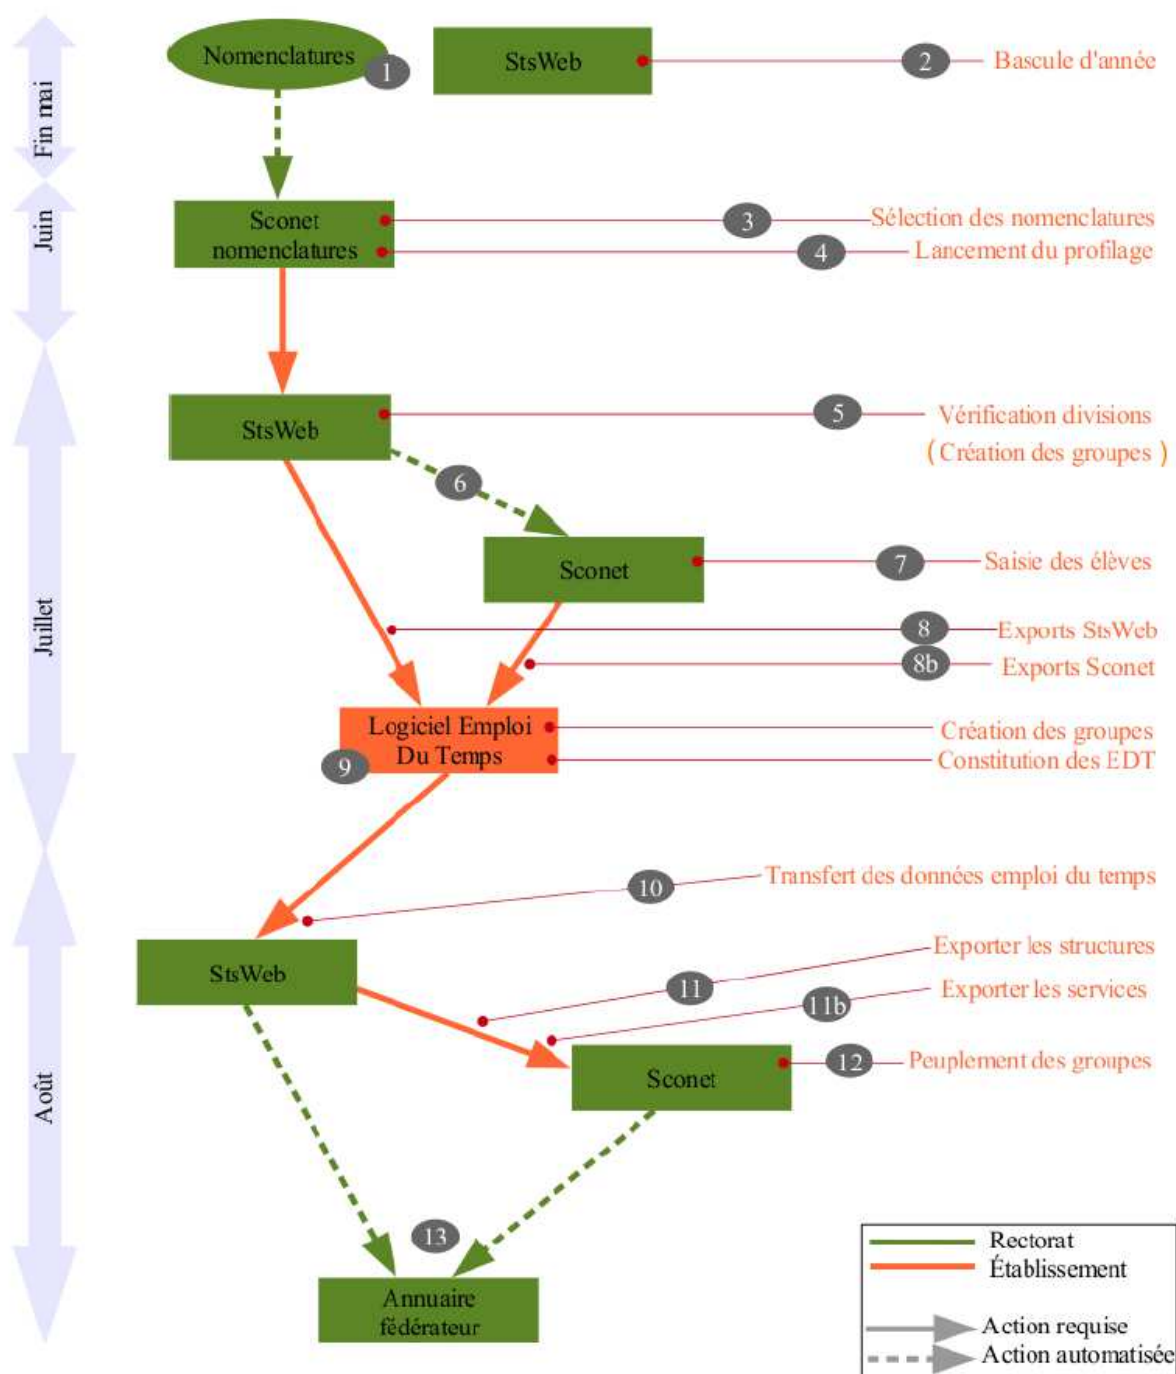 Fin mai
Nomenclatures
1
StsWeb
2
Bascule d'année
Juin
Sconet
nomenclatures
3
Sélection des nomenclatures
4
Lancement du profilage
Juillet
StsWeb
5
Vérification divisions
(Création des groupes )
6
Sconet
7
Saisie des élèves
8
Exports StsWeb
8b
Exports Sconet
Logiciel Emploi
Du Temps
9
Création des groupes
Constitution des EDT
Août
10
Transfert des données emploi du temps
StsWeb
11
Exporter les structures
11b
Exporter les services
Sconet
12
Peuplement des groupes
13
Annuaire
fédérateur
Rectorat
Établissement
Action requise
Action automatisée